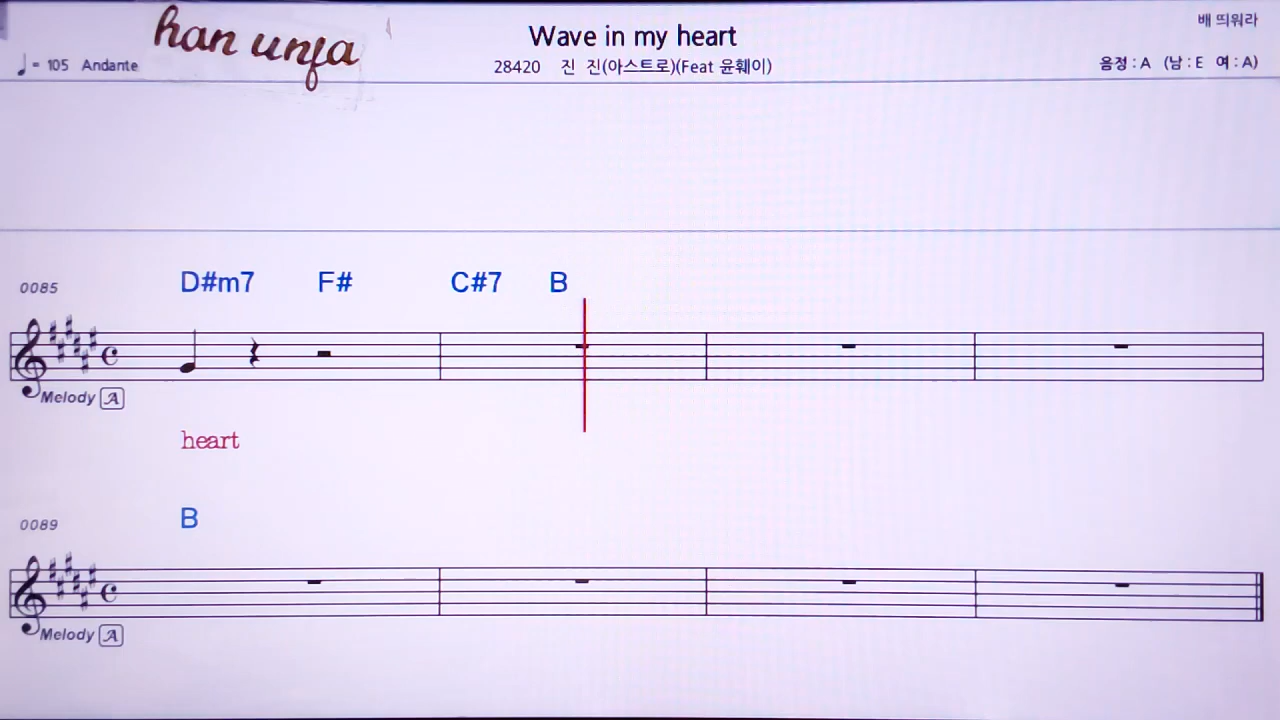 han unfa
Wave in my heart
배 띄워라
♩= 105 Andante
28420 진 진(아스트로)(Feat 윤훼이)
음정 : A (남 : E 여 : A)
0085
D#m7 F# C#7 B
Melody A
heart
0089
B
Melody A